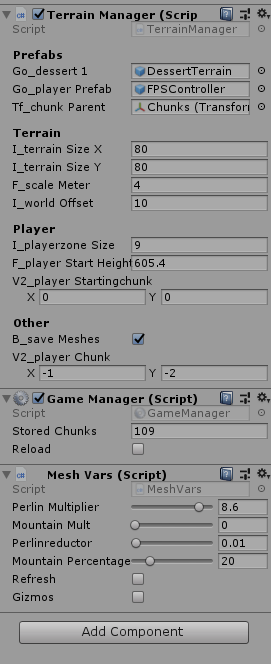 Terrain Manager (Scrip
Script TerrainManager
Prefabs
Go_dessert 1 DessertTerrain
Go_player Prefab FPSController
Tf_chunk Parent Chunks (Transfor
Terrain
I_terrain Size X 80
I_terrain Size Y 80
F_scale Meter 4
I_world Offset 10
Player
I_playerzone Size 9
F_player Start Height 605.4
V2_player Startingchunk
X 0 Y 0
Other
B_save Meshes
V2_player Chunk
X -1 Y -2
Game Manager (Script)
Script GameManager
Stored Chunks 109
Reload
Mesh Vars (Script)
Script MeshVars
Perlin Multiplier 8.6
Mountain Mult 0
Perlinreductor 0.01
Mountain Percentage 20
Refresh
Gizmos
Add Component